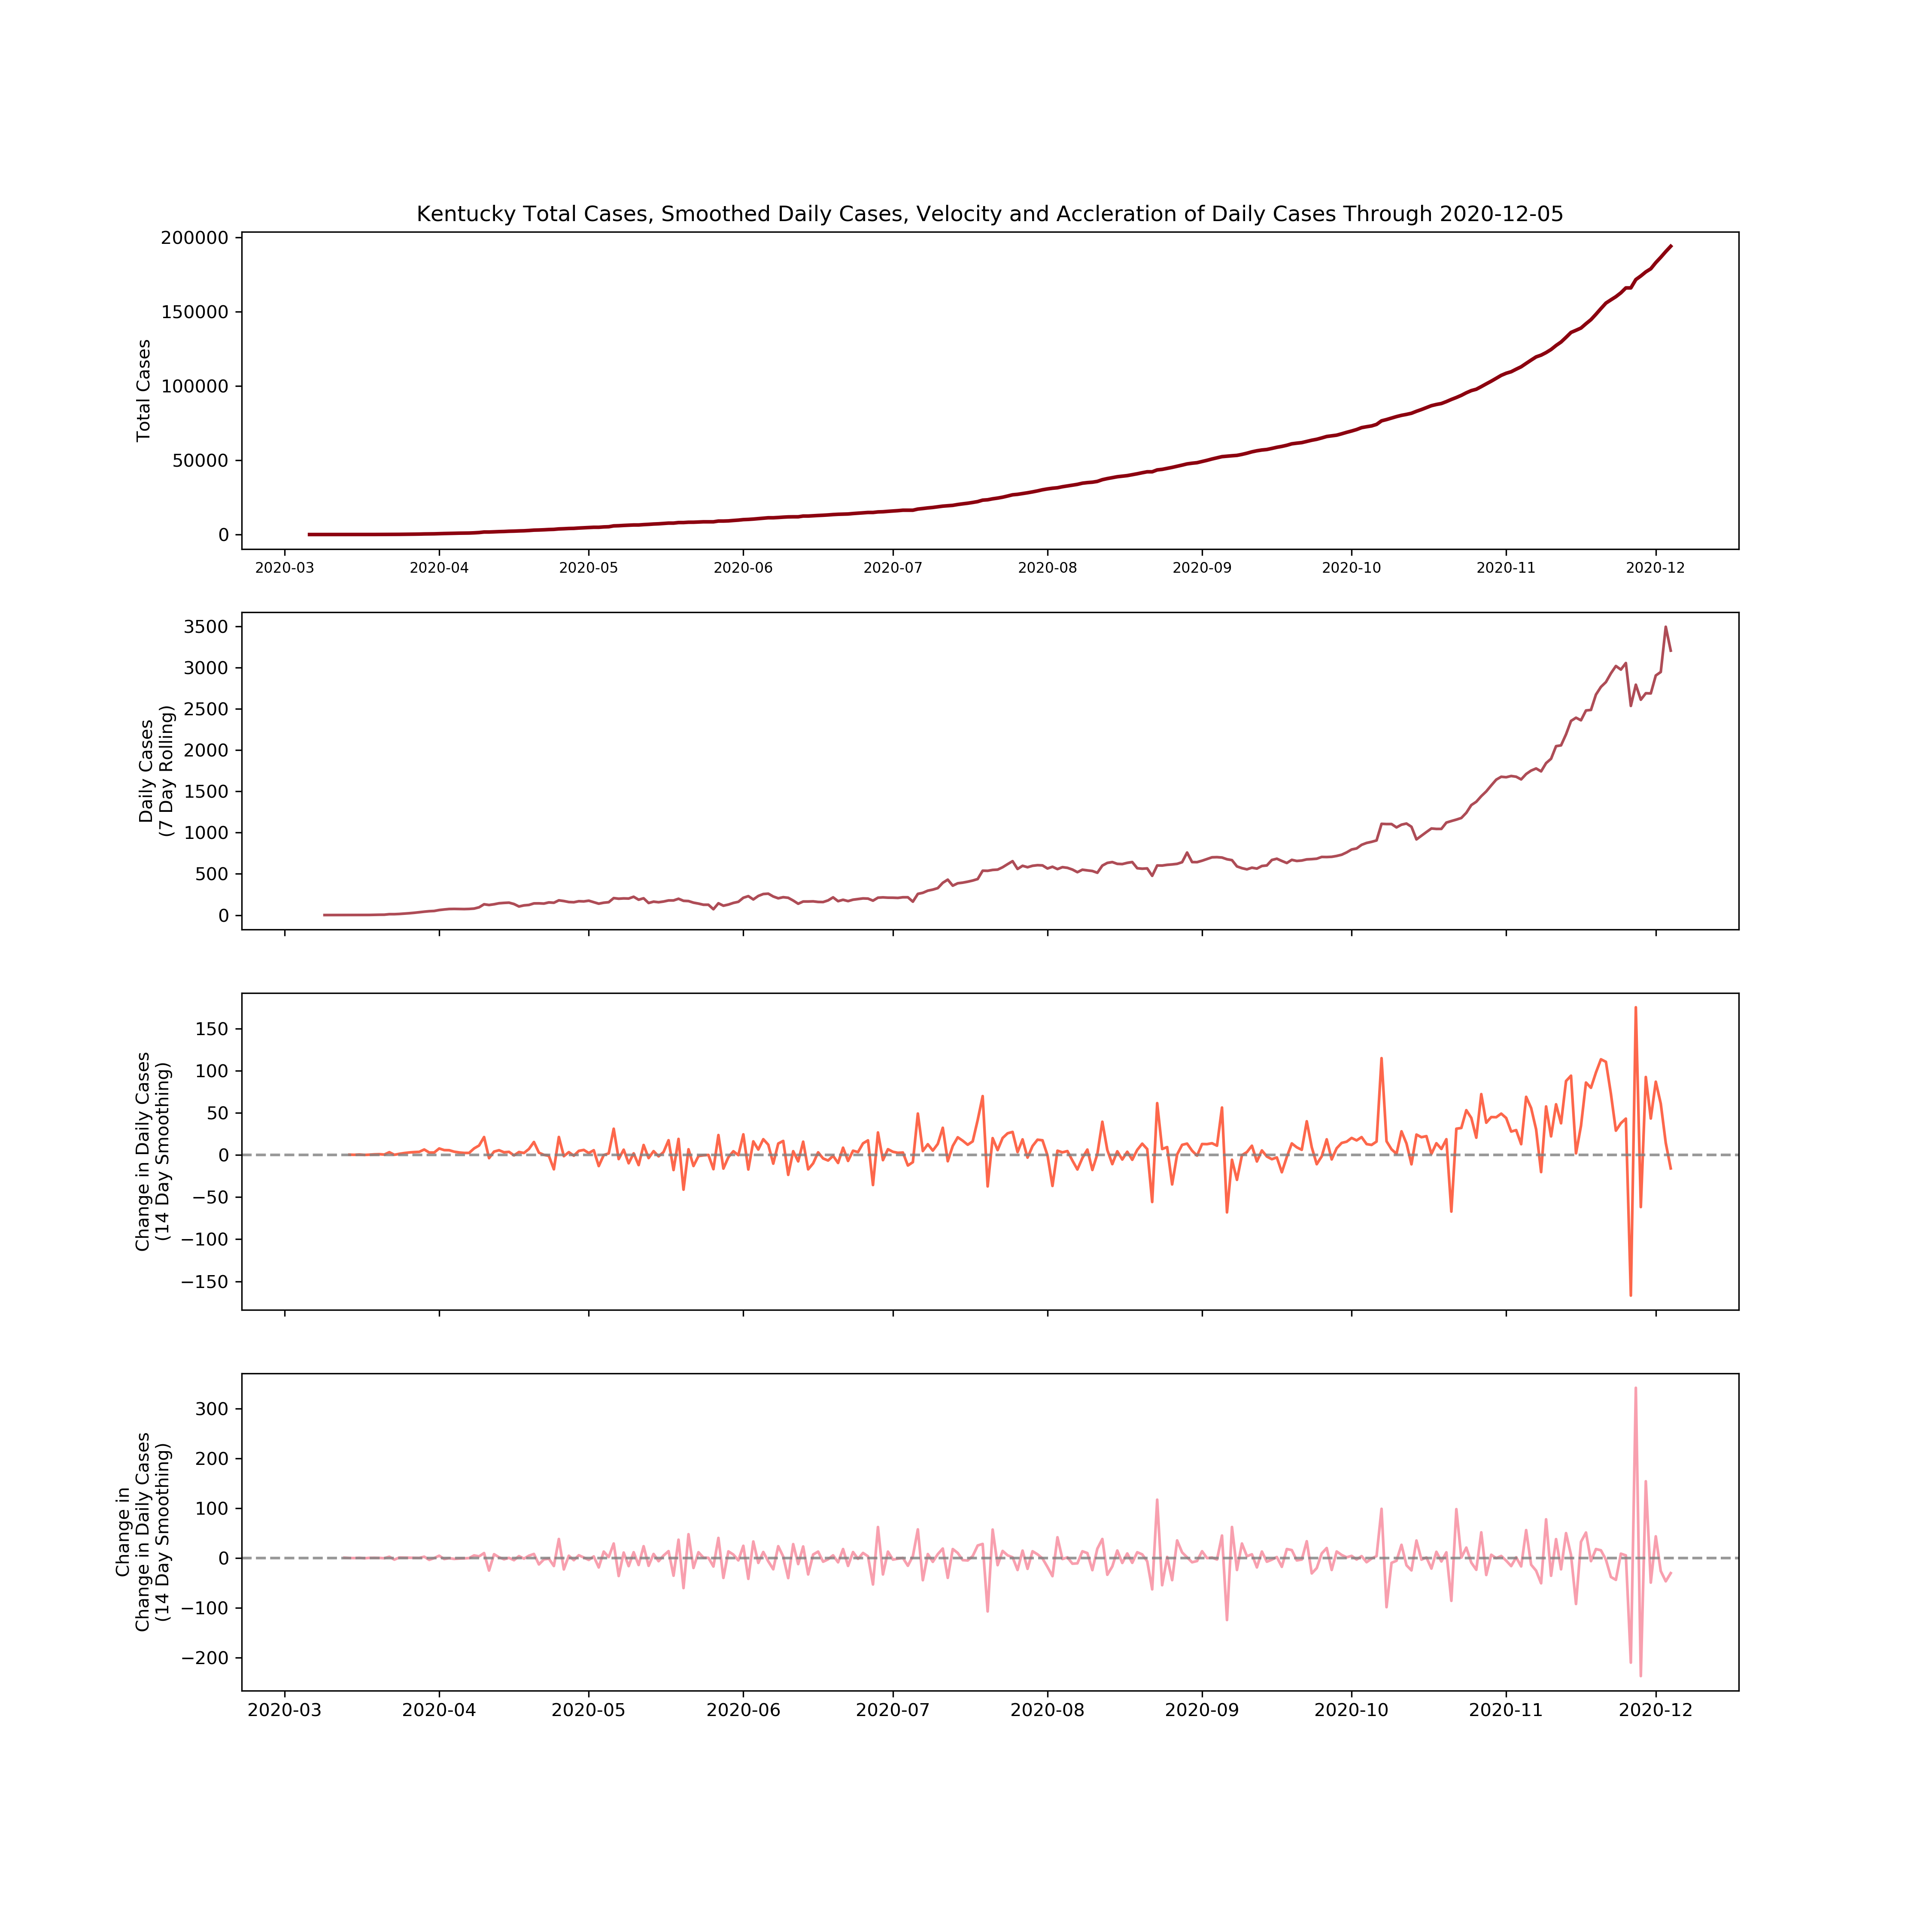 Kentucky Total Cases, Smoothed Daily Cases, Velocity and Accleration of Daily Cases Through 2020-12-05
Total Cases
200000
150000
100000
50000
0
2020-03 2020-04 2020-05 2020-06 2020-07 2020-08 2020-09 2020-10 2020-11 2020-12
Daily Cases
(7 Day Rolling)
3500
3000
2500
2000
1500
1000
500
0
Change in Daily Cases
(14 Day Smoothing)
150
100
50
0
−50
−100
−150
Change in
Change in Daily Cases
(14 Day Smoothing)
300
200
100
0
−100
−200
2020-03 2020-04 2020-05 2020-06 2020-07 2020-08 2020-09 2020-10 2020-11 2020-12